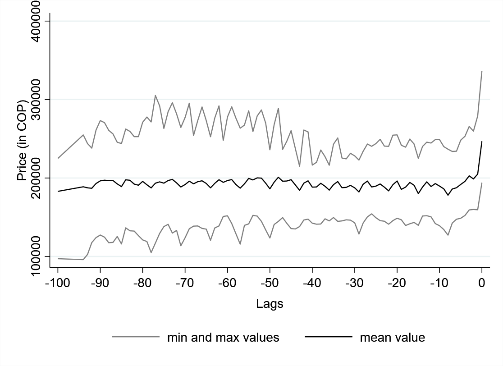 400000
300000
200000
100000
Price (in COP)
-100 -90 -80 -70 -60 -50 -40 -30 -20 -10 0
Lags
min and max values mean value